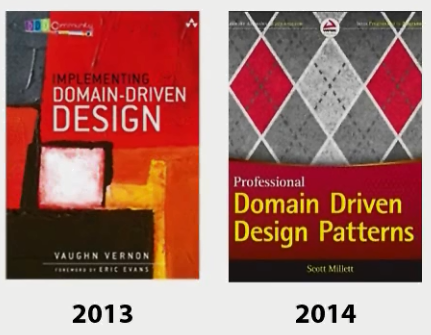 IMPLEMENTING
DOMAIN-DRIVEN
DESIGN
VAUGHN VERNON
FOREWORD BY ERIC EVANS
2013
Professional
Domain Driven
Design Patterns
Scott Millett
2014